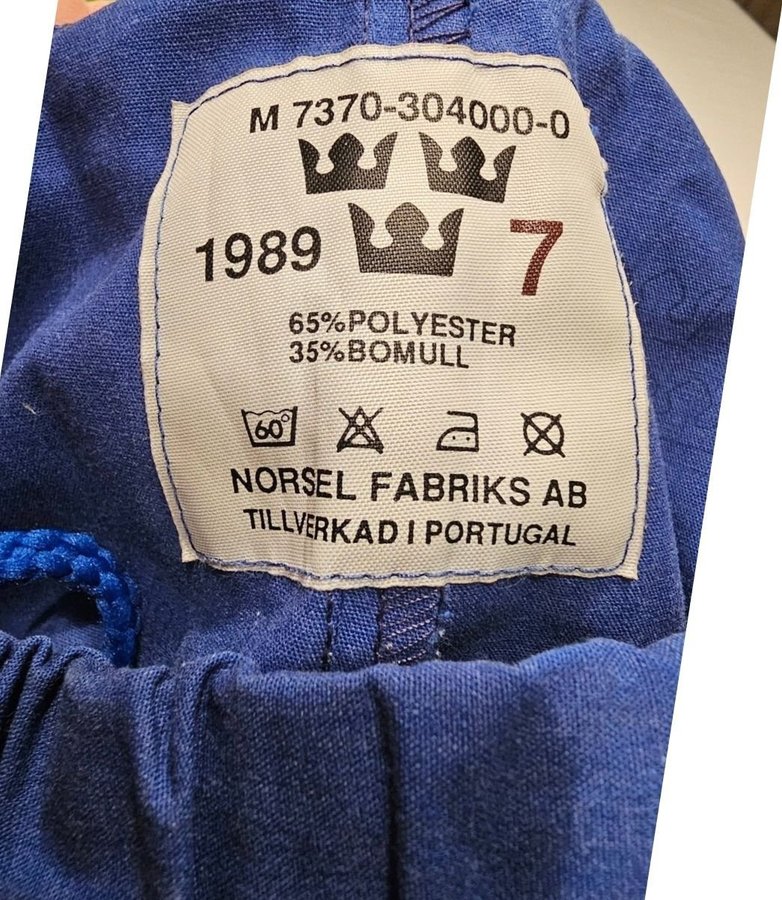 M 7370-304000-0
1989 7
65%POLYESTER
35%BOMULL
60°
NORSEL FABRIKS AB
TILLVERKAD I PORTUGAL